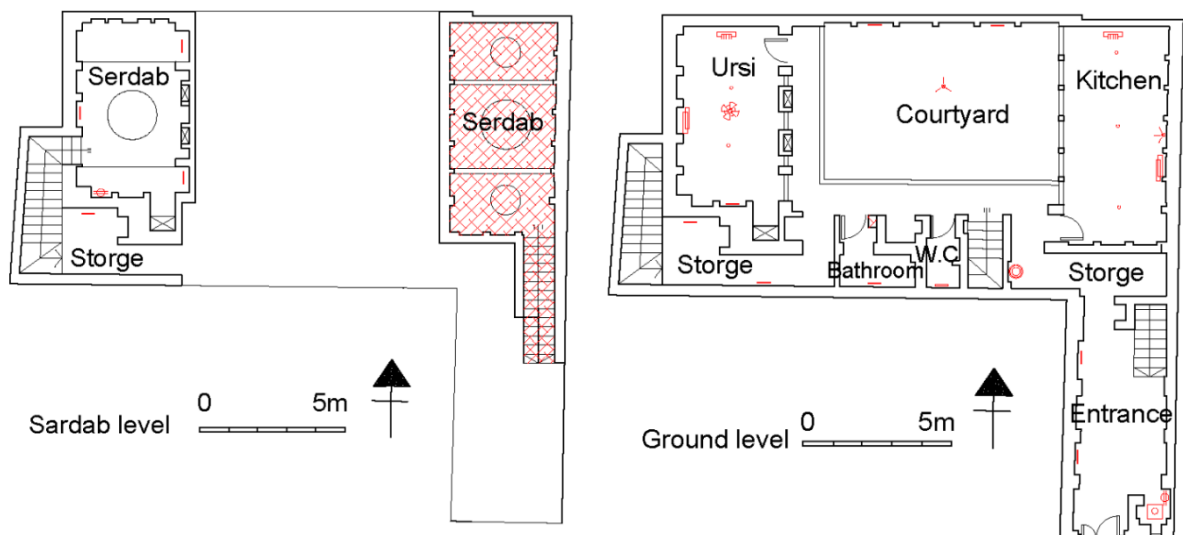 Serdab
Serdab
Storge
0 5m
Sardab level
Ursi
Kitchen
Courtyard
Storge
Bathroom
W.C
Storge
Entrance
0 5m
Ground level